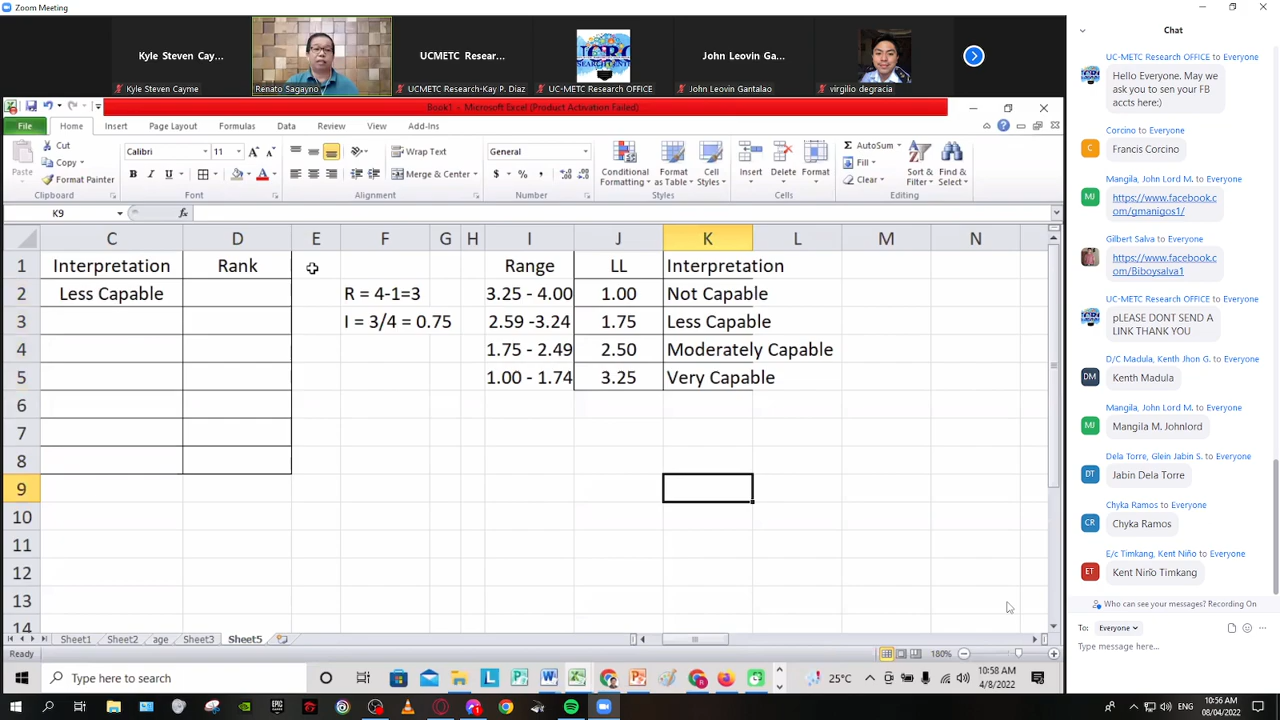 Zoom Meeting
Kyle Steven Cay...
UCMETC Resear...
John Leovin Ga...
Kyle Steven Cayme
Renato Sagayno
UCMETC Research-Kay P. Diaz
UC-METC Research OFFICE
John Leovin Gantalao
virgilio degracia
Book1 - Microsoft Excel (Product Activation Failed)
File Home Insert Page Layout Formulas Data Review View Add-Ins
Paste
Cut
Copy
Format Painter
Clipboard
Calibri 11
B I U
Font
Wrap Text
Merge & Center
Alignment
General
$ % ,
Number
Conditional Formatting
Format as Table
Cell Styles
Styles
Insert Delete Format
Cells
AutoSum
Fill
Clear
Sort & Filter
Find & Select
Editing
K9 fx
C D E F G H I J K L M N
1 Interpretation Rank Range LL Interpretation
2 Less Capable R = 4-1=3 3.25 - 4.00 1.00 Not Capable
3 I = 3/4 = 0.75 2.59 -3.24 1.75 Less Capable
4 1.75 - 2.49 2.50 Moderately Capable
5 1.00 - 1.74 3.25 Very Capable
6
7
8
9
10
11
12
13
14
Sheet1 Sheet2 age Sheet3 Sheet5
Ready 180%
Type here to search
25°C
10:58 AM
4/8/2022
Chat
UC-METC Research OFFICE to Everyone
Hello Everyone. May we
ask you to sen your FB
accts here:)
Corcino to Everyone
C
Francis Corcino
Mangila, John Lord M. to Everyone
MJ
https://www.facebook.c
om/gmanigos1/
Gilbert Salva to Everyone
https://www.facebook.c
om/Biboysalva1
UC-METC Research OFFICE to Everyone
pLEASE DONT SEND A
LINK THANK YOU
D/C Madula, Kenth Jhon G. to Everyone
DM
Kenth Madula
Mangila, John Lord M. to Everyone
MJ
Mangila M. Johnlord
Dela Torre, Glein Jabin S. to Everyone
DT
Jabin Dela Torre
Chyka Ramos to Everyone
CR
Chyka Ramos
E/c Timkang, Kent Niño to Everyone
ET
Kent Niño Timkang
Who can see your messages? Recording On
To: Everyone
Type message here...
ENG
10:56 AM
08/04/2022